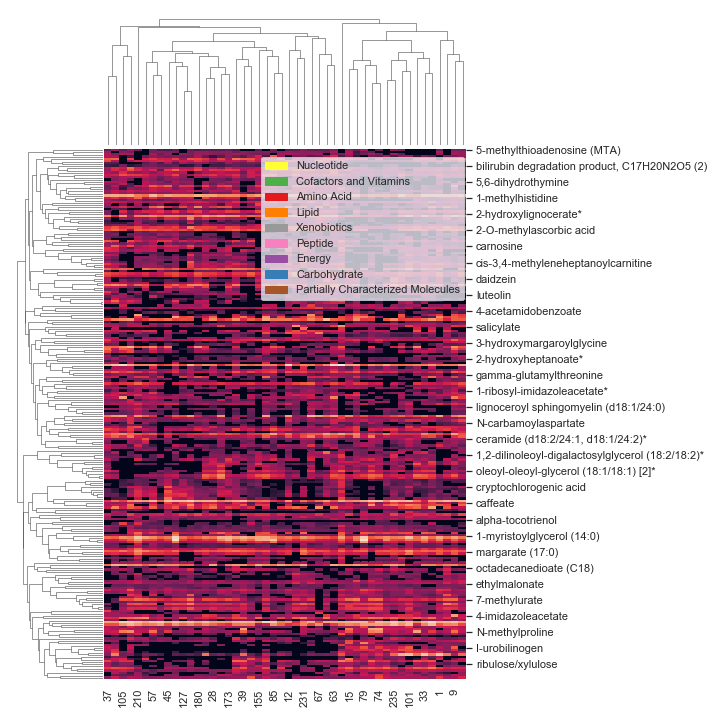 5-methylthioadenosine (MTA)
bilirubin degradation product, C17H20N2O5 (2)
5,6-dihydrothymine
1-methylhistidine
2-hydroxylignocerate*
2-O-methylascorbic acid
carnosine
cis-3,4-methyleneheptanoylcarnitine
daidzein
luteolin
4-acetamidobenzoate
salicylate
3-hydroxymargaroylglycine
2-hydroxyheptanoate*
gamma-glutamylthreonine
1-ribosyl-imidazoleacetate*
lignoceroyl sphingomyelin (d18:1/24:0)
N-carbamoylaspartate
ceramide (d18:2/24:1, d18:1/24:2)*
1,2-dilinoleoyl-digalactosylglycerol (18:2/18:2)*
oleoyl-oleoyl-glycerol (18:1/18:1) [2]*
cryptochlorogenic acid
caffeate
alpha-tocotrienol
1-myristoylglycerol (14:0)
margarate (17:0)
octadecanedioate (C18)
ethylmalonate
7-methylurate
4-imidazoleacetate
N-methylproline
I-urobilinogen
ribulose/xylulose
Nucleotide
Cofactors and Vitamins
Amino Acid
Lipid
Xenobiotics
Peptide
Energy
Carbohydrate
Partially Characterized Molecules
37
105
210
57
45
127
180
28
173
39
155
85
12
231
67
63
15
79
74
235
101
33
1
9